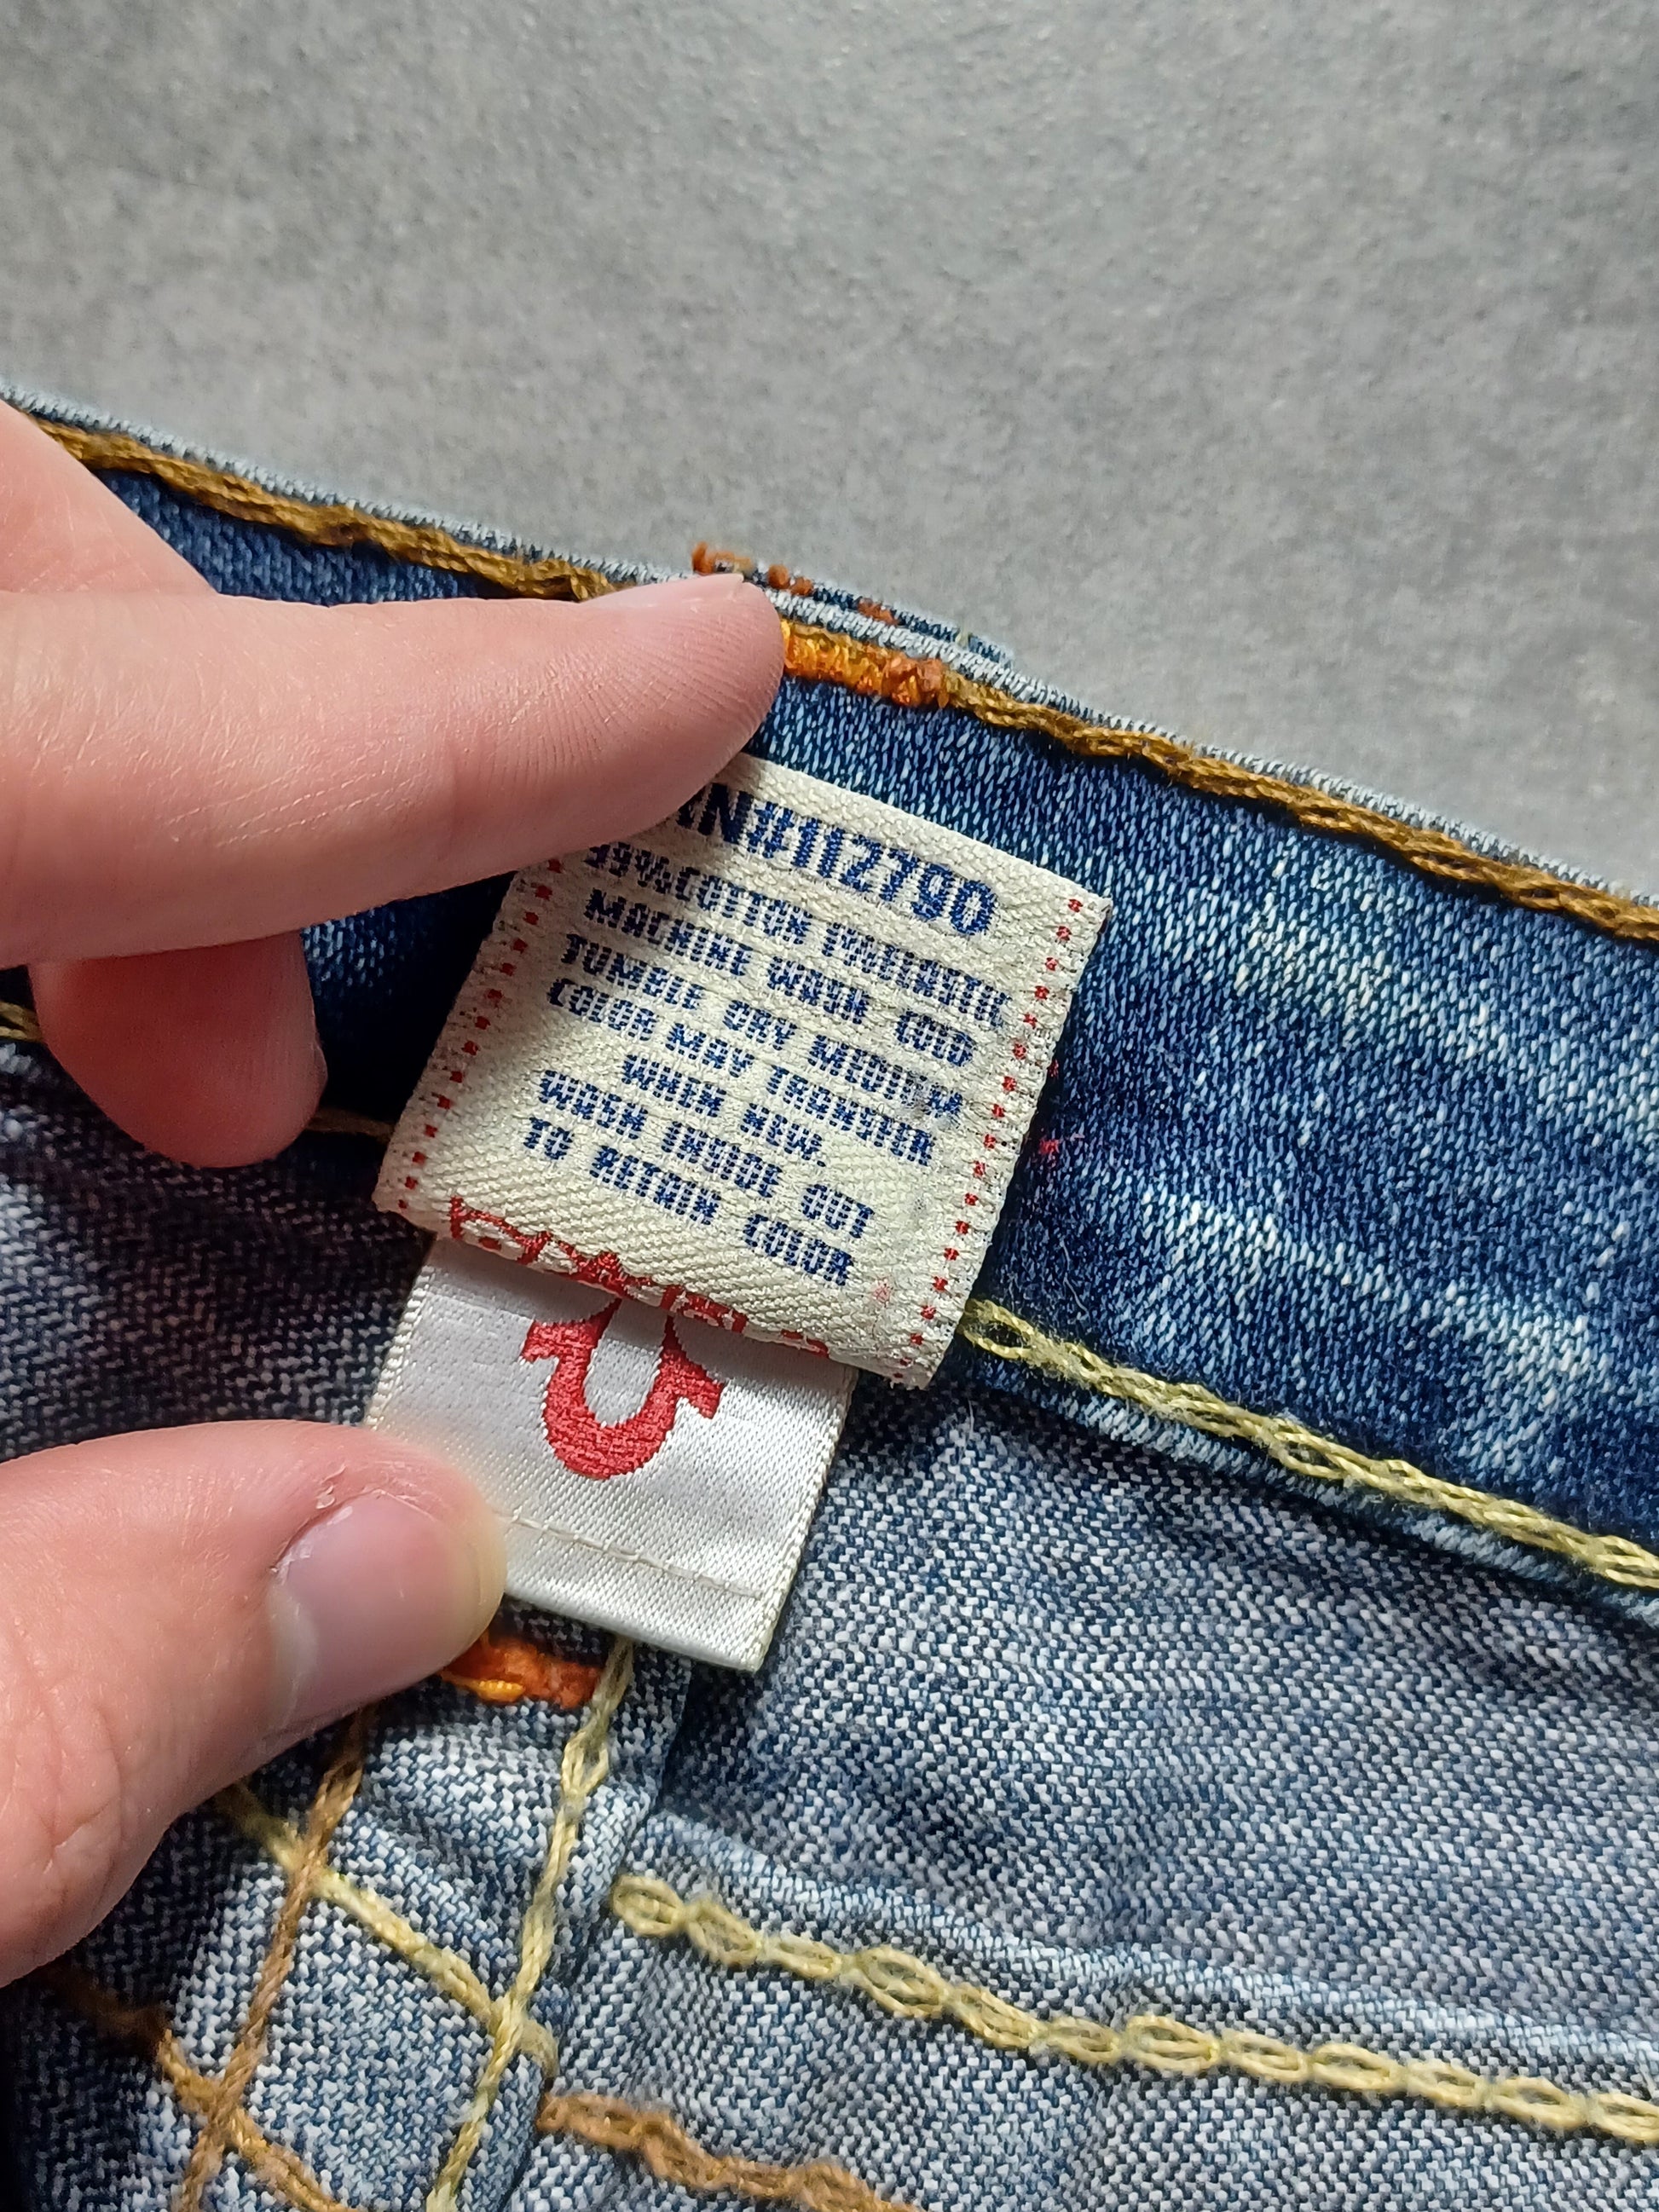 RN#112790
99%COTTON 1%ELASTIC
MACHINE WASH COLD
TUMBLE DRY MEDIUM
COLOR MAY TRANSFER
WHEN NEW.
WASH INSIDE OUT
TO RETAIN COLOR